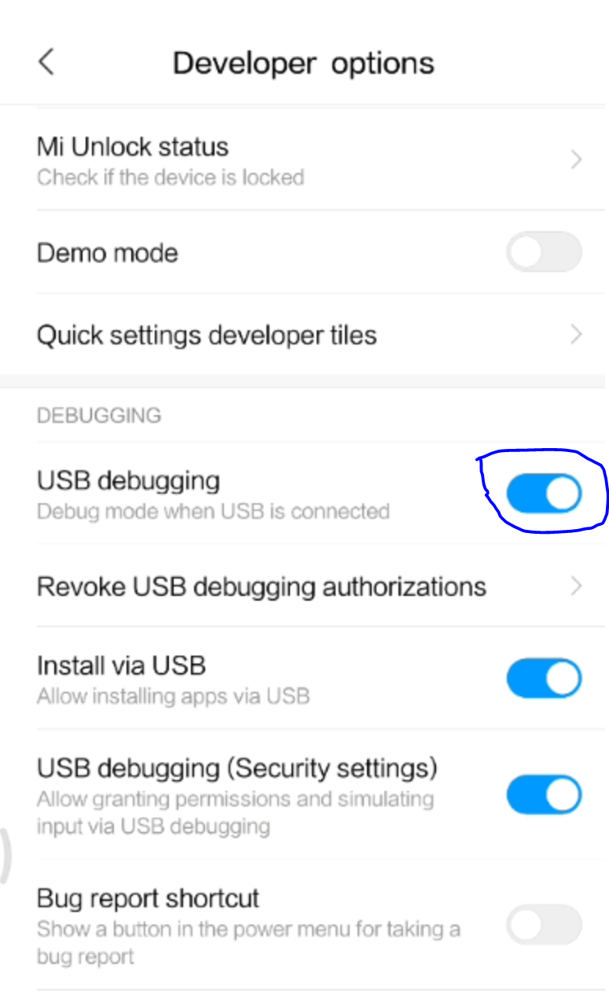 Developer options
Mi Unlock status
Check if the device is locked
Demo mode
Quick settings developer tiles
DEBUGGING
USB debugging
Debug mode when USB is connected
Revoke USB debugging authorizations
Install via USB
Allow installing apps via USB
USB debugging (Security settings)
Allow granting permissions and simulating
input via USB debugging
Bug report shortcut
Show a button in the power menu for taking a
bug report